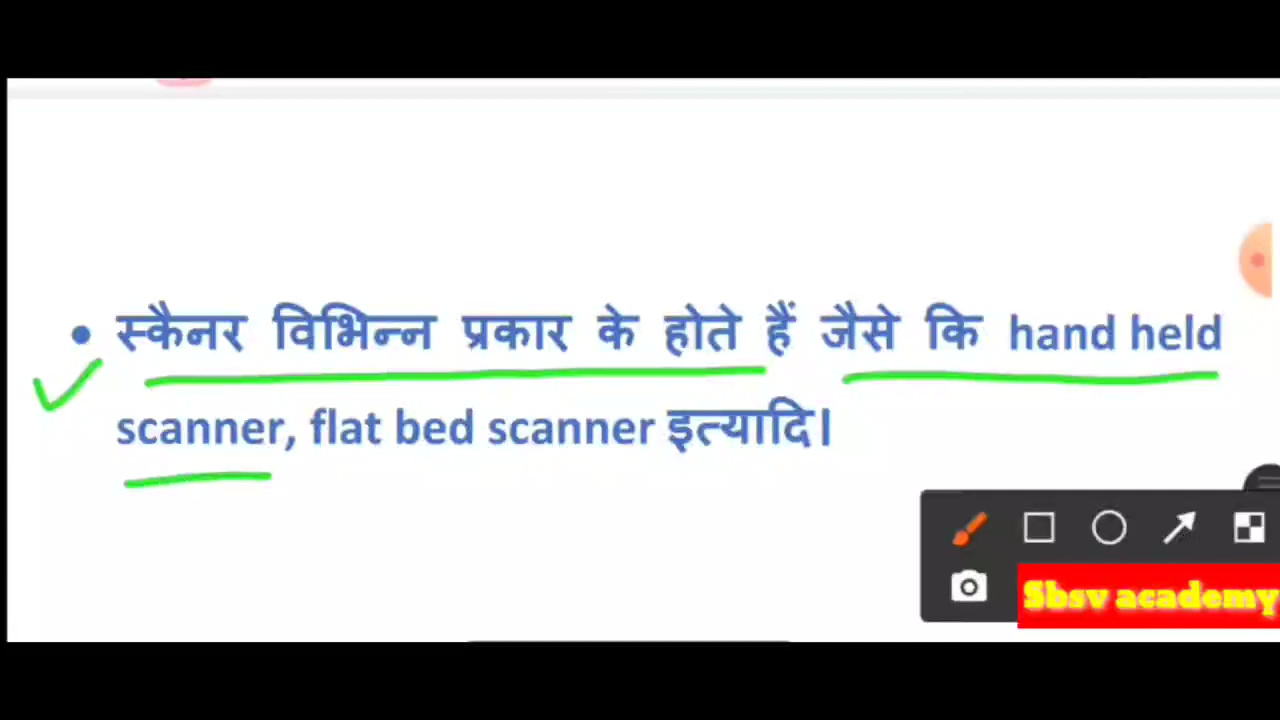 • स्कैनर विभिन्न प्रकार के होते हैं जैसे कि hand held
scanner, flat bed scanner इत्यादि।
Sbsv academy